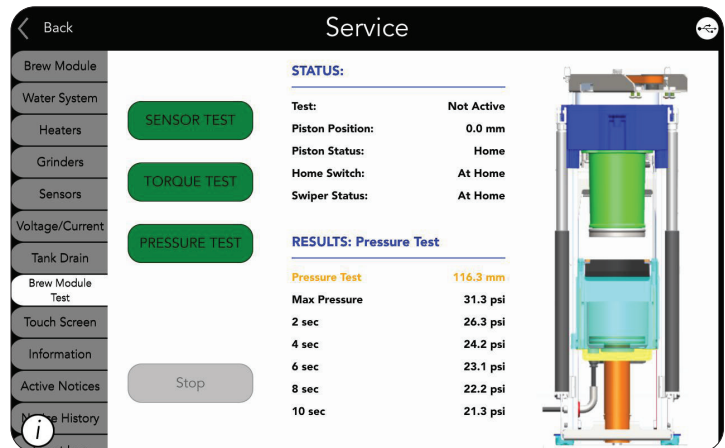 Back
Service
Brew Module
Water System
Heaters
Grinders
Sensors
Voltage/Current
Tank Drain
Brew Module
Test
Touch Screen
Information
Active Notices
History
i
SENSOR TEST
TORQUE TEST
PRESSURE TEST
Stop
STATUS:
Test: Not Active
Piston Position: 0.0 mm
Piston Status: Home
Home Switch: At Home
Swiper Status: At Home
RESULTS: Pressure Test
Pressure Test 116.3 mm
Max Pressure 31.3 psi
2 sec 26.3 psi
4 sec 24.2 psi
6 sec 23.1 psi
8 sec 22.2 psi
10 sec 21.3 psi